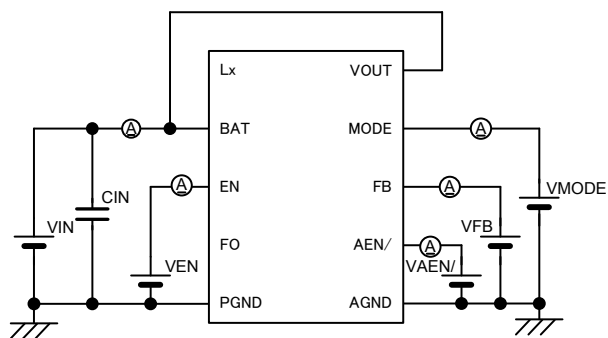 Lx
VOUT
BAT
MODE
A
A
EN
FB
A
A
CIN
VIN
VMODE
VFB
FO
AEN/
A
VEN
VAEN/
PGND
AGND